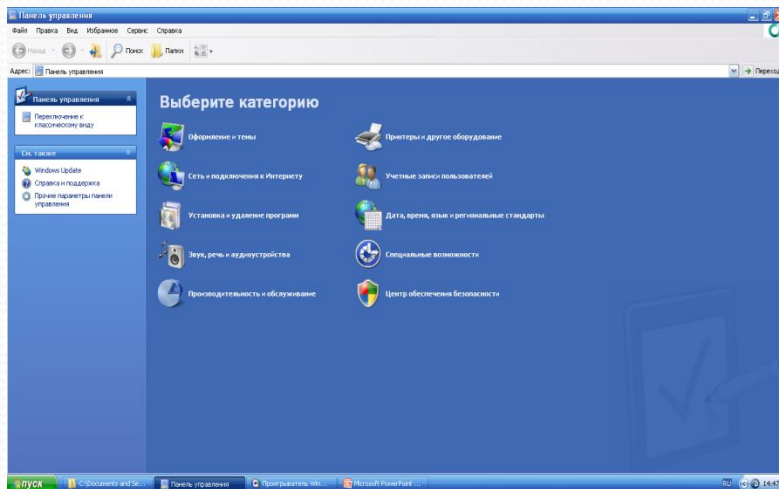 Панель управления
Файл Правка Вид Избранное Сервис Справка
Назад Поиск Папки
Адрес: Панель управления Переход
Панель управления
Переключение к
классическому виду
См. также
Windows Update
Справка и поддержка
Прочие параметры панели
управления
Выберите категорию
Оформление и темы
Принтеры и другое оборудование
Сеть и подключения к Интернету
Учетные записи пользователей
Установка и удаление программ
Дата, время, язык и региональные стандарты
Звук, речь и аудиоустройства
Специальные возможности
Производительность и обслуживание
Центр обеспечения безопасности
пуск C:\Documents and Se... Панель управления Проигрыватель Win... Microsoft PowerPoint ... RU 14:47